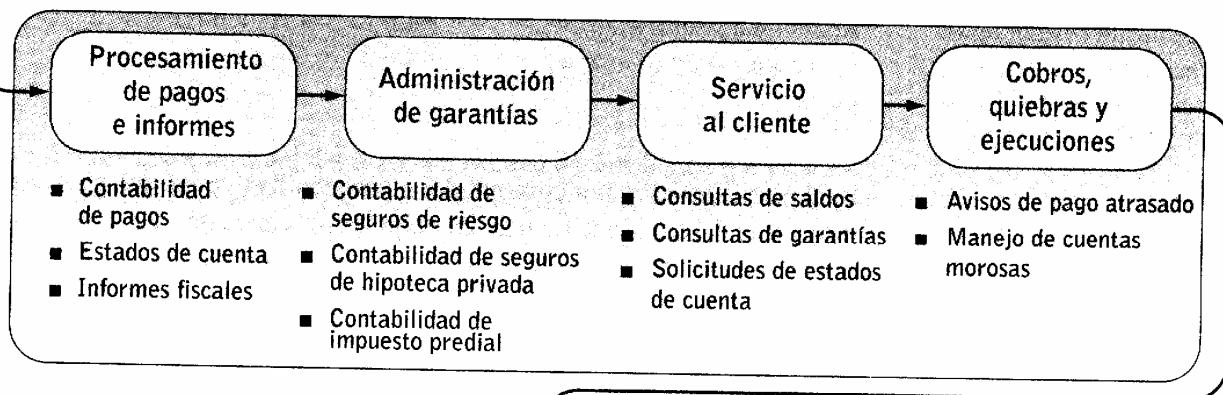 Procesamiento
de pagos
e informes
■ Contabilidad
de pagos
■ Estados de cuenta
■ Informes fiscales
Administración
de garantías
■ Contabilidad de
seguros de riesgo
■ Contabilidad de seguros
de hipoteca privada
■ Contabilidad de
impuesto predial
Servicio
al cliente
■ Consultas de saldos
■ Consultas de garantías
■ Solicitudes de estados
de cuenta
Cobros,
quiebras y
ejecuciones
■ Avisos de pago atrasado
■ Manejo de cuentas
morosas